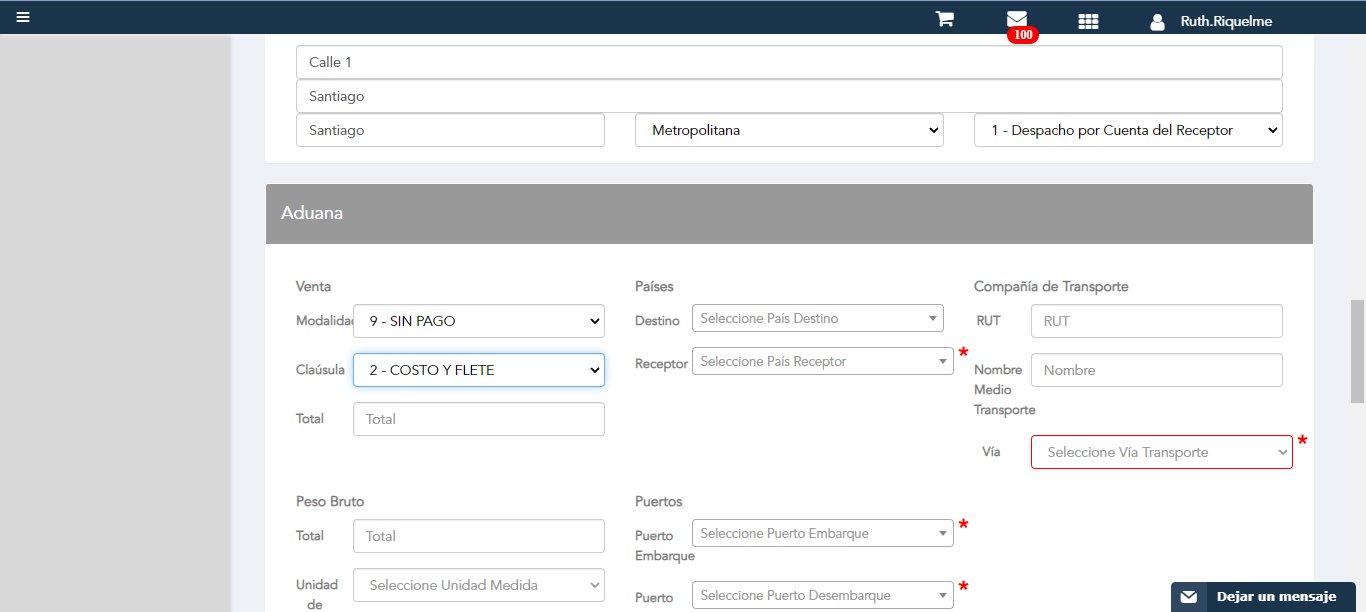 Ruth.Riquelme
100
Calle 1
Santiago
Santiago
Metropolitana
1 - Despacho por Cuenta del Receptor
Aduana
Venta
Modalidad
9 - SIN PAGO
Claúsula
2 - COSTO Y FLETE
Total
Total
Países
Destino
Seleccione País Destino
Receptor
Seleccione País Receptor
*
Compañía de Transporte
RUT
RUT
Nombre
Medio
Transporte
Nombre
Vía
Seleccione Vía Transporte
*
Peso Bruto
Total
Total
Unidad
de
Seleccione Unidad Medida
Puertos
Puerto
Embarque
Seleccione Puerto Embarque
*
Puerto
Seleccione Puerto Desembarque
*
Dejar un mensaje